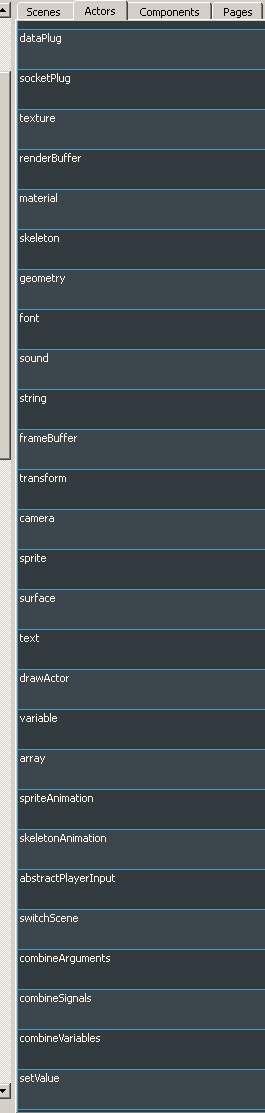 Scenes Actors Components Pages
dataPlug
socketPlug
texture
renderBuffer
material
skeleton
geometry
font
sound
string
frameBuffer
transform
camera
sprite
surface
text
drawActor
variable
array
spriteAnimation
skeletonAnimation
abstractPlayerInput
switchScene
combineArguments
combineSignals
combineVariables
setValue